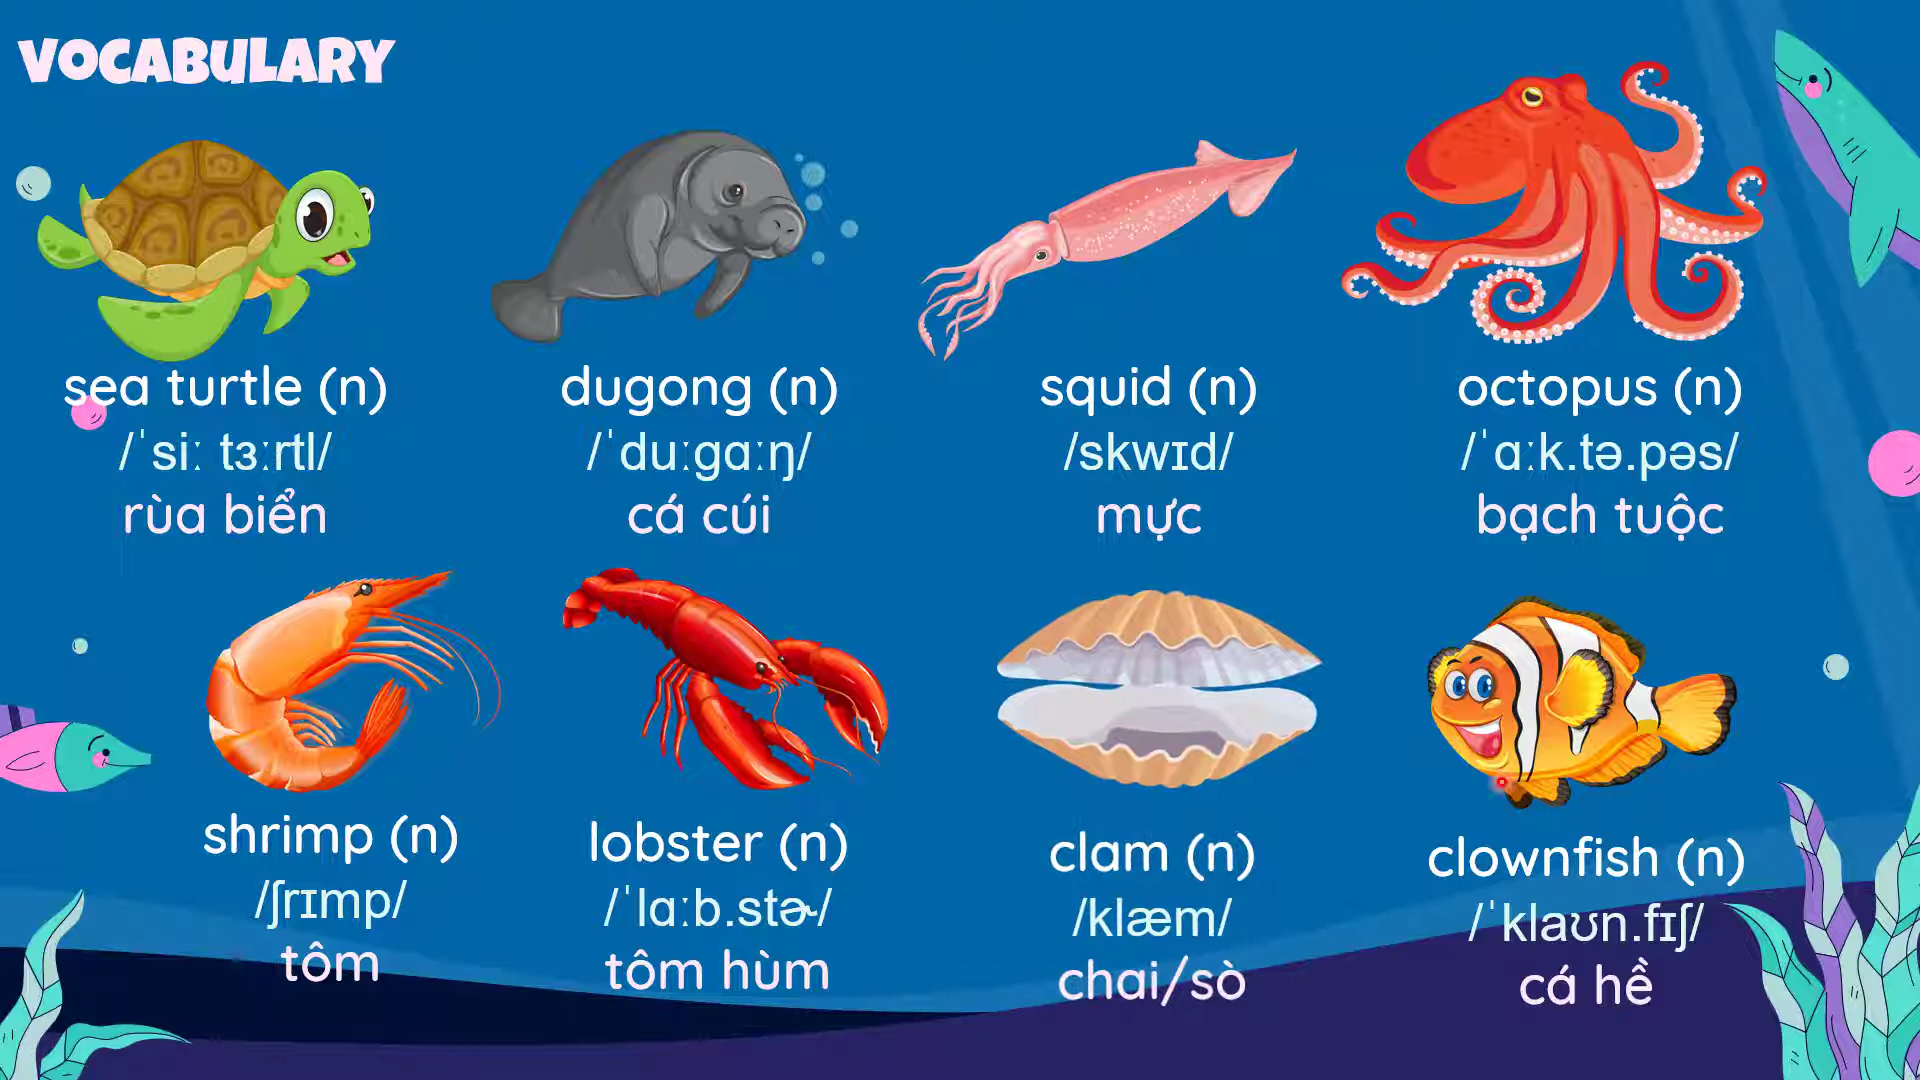 VOCABULARY
sea turtle (n)
/ˈsiː tɜːrtl/
rùa biển
dugong (n)
/ˈduːɡɑːŋ/
cá cúi
squid (n)
/skwɪd/
mực
octopus (n)
/ˈɑːk.tə.pəs/
bạch tuộc
shrimp (n)
/ʃrɪmp/
tôm
lobster (n)
/ˈlɑːb.stɚ/
tôm hùm
clam (n)
/klæm/
chai/sò
clownfish (n)
/ˈklaʊn.fɪʃ/
cá hề